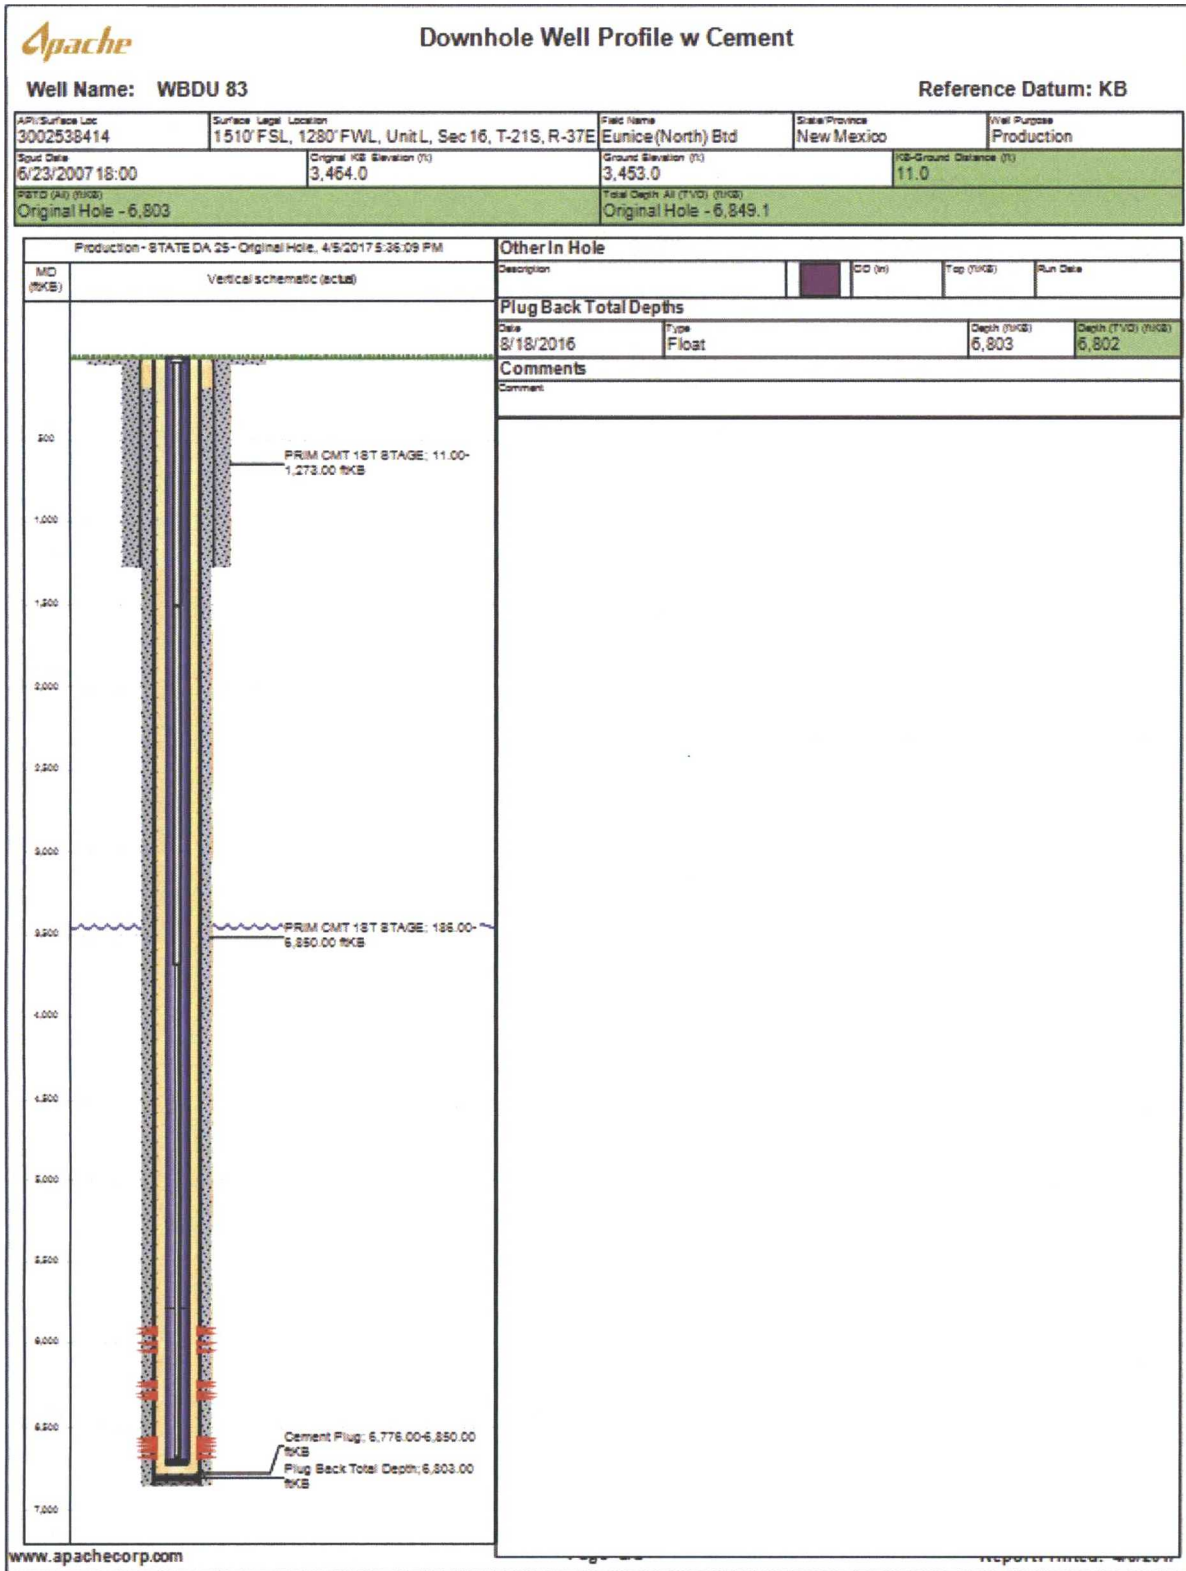 Apache
Downhole Well Profile w Cement
Well Name: WBDU 83
Reference Datum: KB
API/Surface Loc
3002538414
Surface Legal Location
1510' FSL, 1280' FWL, Unit L, Sec 16, T-21S, R-37E
Field Name
Eunice (North) Btd
State/Province
New Mexico
Well Purpose
Production
Spud Date
6/23/2007 18:00
Original KB Elevation (ft)
3,464.0
Ground Elevation (ft)
3,453.0
KB-Ground Distance (ft)
11.0
PBTD (All) (ftKB)
Original Hole - 6,803
Total Depth All (TVD) (ftKB)
Original Hole - 6,849.1
Production - STATE DA 25 - Original Hole, 4/5/2017 5:36:09 PM
MD (ftKB)
Vertical schematic (actual)
500
1,000
1,500
2,000
2,500
3,000
3,500
4,000
4,500
5,000
5,500
6,000
6,500
7,000
PRIM CMT 1ST STAGE; 11.00-
1,273.00 ftKB
PRIM CMT 1ST STAGE; 186.00-
6,850.00 ftKB
Cement Plug; 6,776.00-6,850.00
ftKB
Plug Back Total Depth; 6,803.00
ftKB
Other In Hole
Description
OD (in)
Top (ftKB)
Run Date
Plug Back Total Depths
Date
8/18/2016
Type
Float
Depth (ftKB)
6,803
Depth (TVD) (ftKB)
6,802
Comments
Comment
www.apachecorp.com